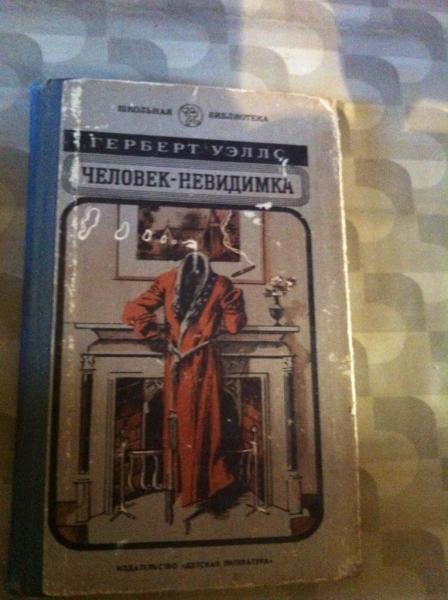 ШКОЛЬНАЯ БИБЛИОТЕКА
ГЕРБЕРТ УЭЛЛС
ЧЕЛОВЕК-НЕВИДИМКА
ИЗДАТЕЛЬСТВО «ДЕТСКАЯ ЛИТЕРАТУРА»